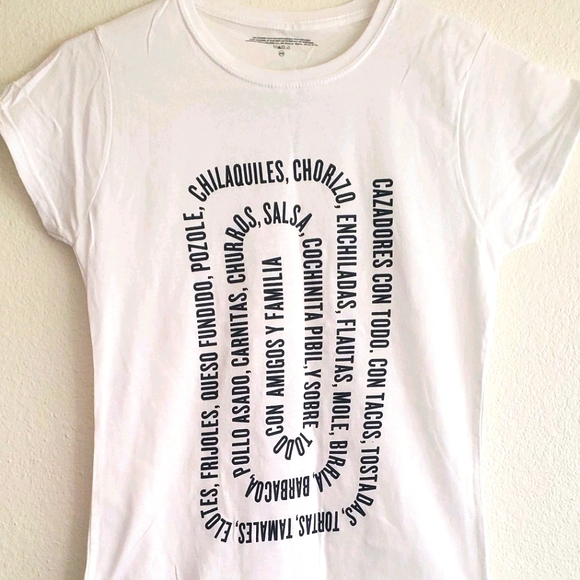 CAZADORES CON TODO. CON TACOS, TOSTADAS, TORTAS, TAMALES, ELOTES, FRIJOLES, QUESO FUNDIDO, POZOLE, CHILAQUILES, CHORIZO, ENCHILADAS, FLAUTAS, MOLE, BIRRIA, BARBACOA, POLLO ASADO, CARNITAS, CHURROS, SALSA, COCHINITA PIBIL, Y SOBRE TODO CON AMIGOS Y FAMILIA